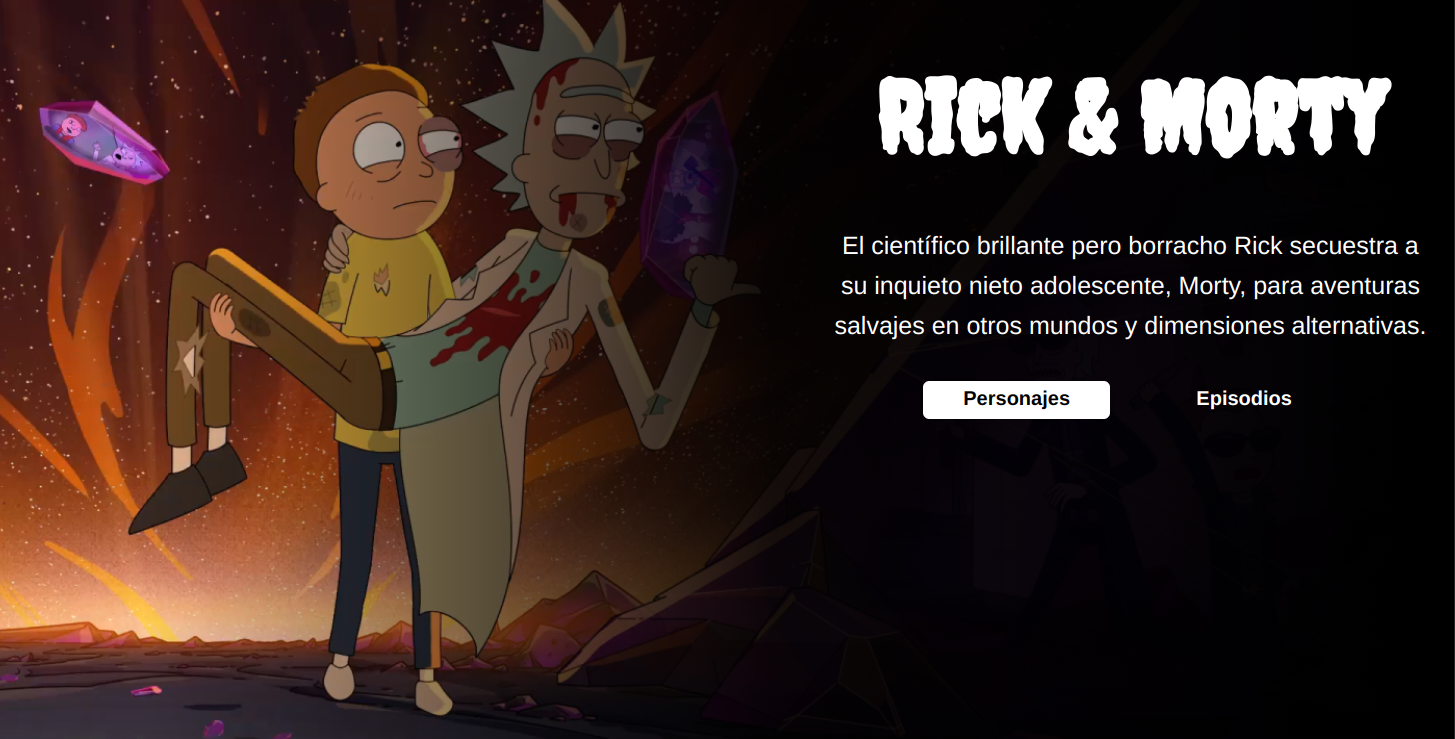 RICK & MORTY
El científico brillante pero borracho Rick secuestra a
su inquieto nieto adolescente, Morty, para aventuras
salvajes en otros mundos y dimensiones alternativas.
Personajes
Episodios